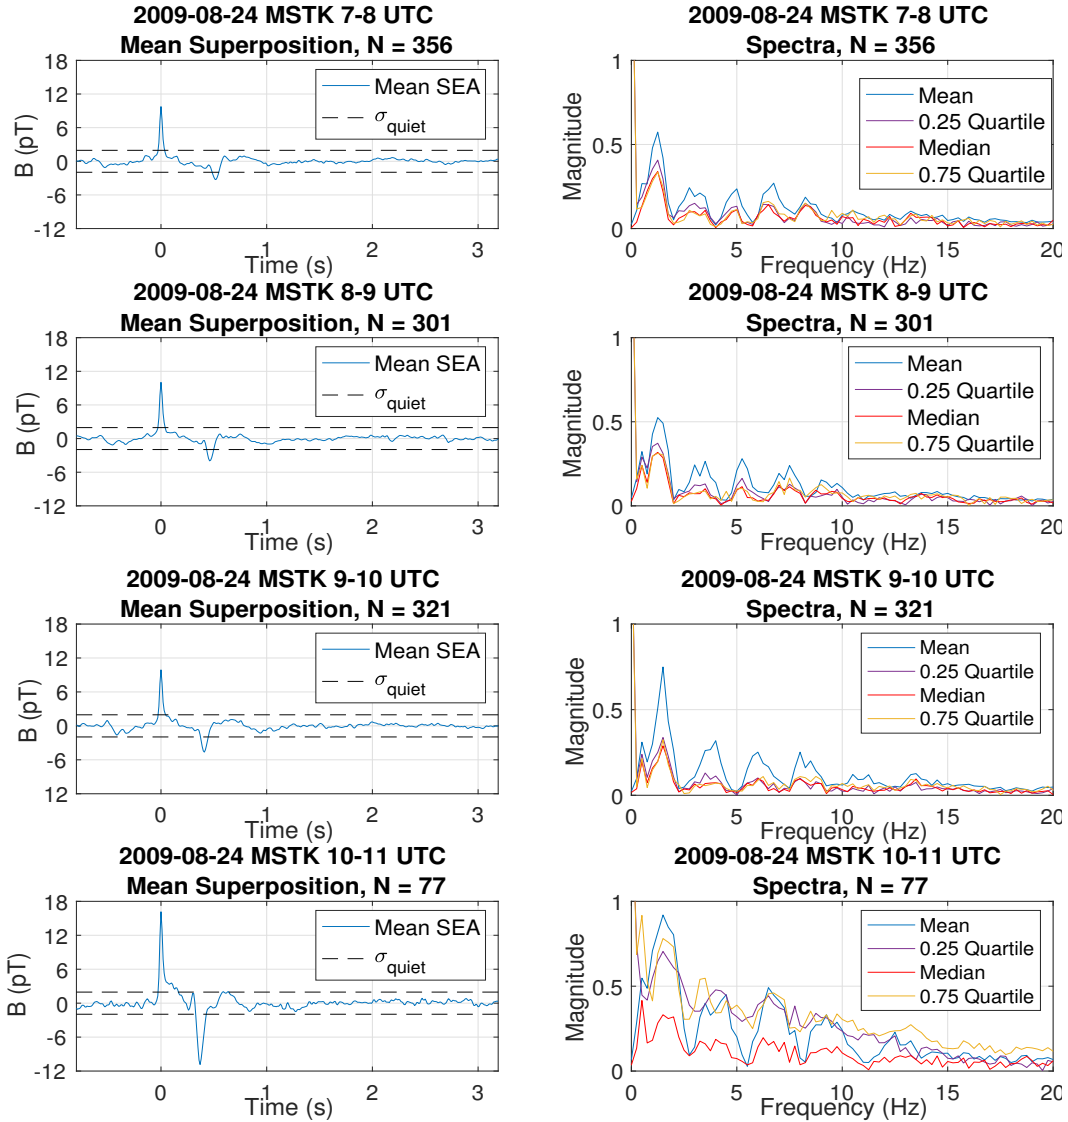 2009-08-24 MSTK 7-8 UTC
Mean Superposition, N = 356
18
12
6
0
-6
-12
B (pT)
Mean SEA
σquiet
0
1
2
3
Time (s)
2009-08-24 MSTK 7-8 UTC
Spectra, N = 356
1
0.5
0
Magnitude
Mean
0.25 Quartile
Median
0.75 Quartile
0
5
10
15
20
Frequency (Hz)
2009-08-24 MSTK 8-9 UTC
Mean Superposition, N = 301
18
12
6
0
-6
-12
B (pT)
Mean SEA
σquiet
0
1
2
3
Time (s)
2009-08-24 MSTK 8-9 UTC
Spectra, N = 301
1
0.5
0
Magnitude
Mean
0.25 Quartile
Median
0.75 Quartile
0
5
10
15
20
Frequency (Hz)
2009-08-24 MSTK 9-10 UTC
Mean Superposition, N = 321
18
12
6
0
-6
-12
B (pT)
Mean SEA
σquiet
0
1
2
3
Time (s)
2009-08-24 MSTK 9-10 UTC
Spectra, N = 321
1
0.5
0
Magnitude
Mean
0.25 Quartile
Median
0.75 Quartile
0
5
10
15
20
Frequency (Hz)
2009-08-24 MSTK 10-11 UTC
Mean Superposition, N = 77
18
12
6
0
-6
-12
B (pT)
Mean SEA
σquiet
0
1
2
3
Time (s)
2009-08-24 MSTK 10-11 UTC
Spectra, N = 77
1
0.5
0
Magnitude
Mean
0.25 Quartile
Median
0.75 Quartile
0
5
10
15
20
Frequency (Hz)